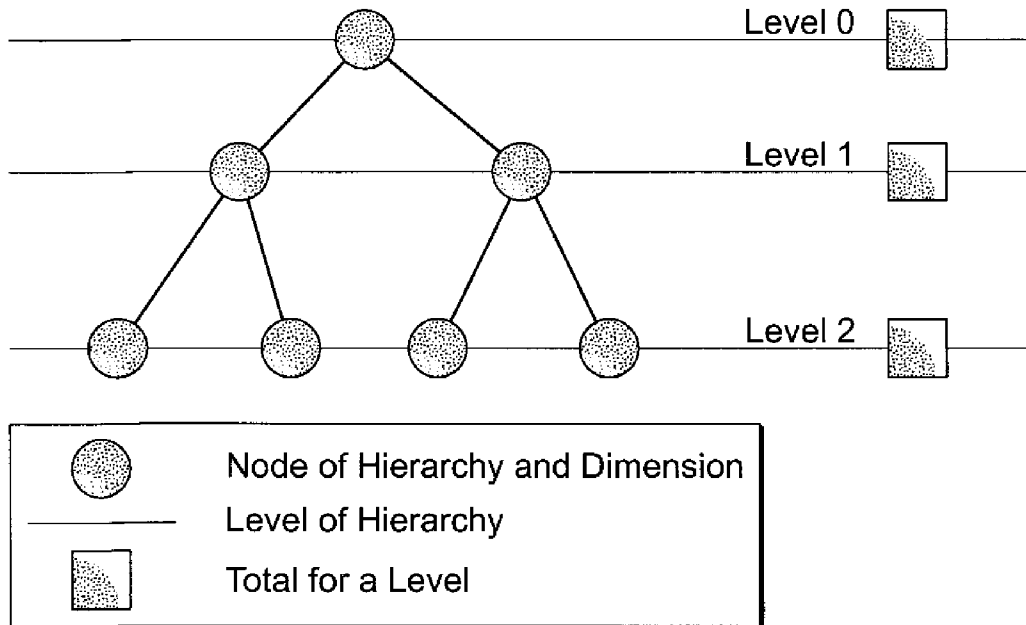 Level 0
Level 1
Level 2
Node of Hierarchy and Dimension
Level of Hierarchy
Total for a Level